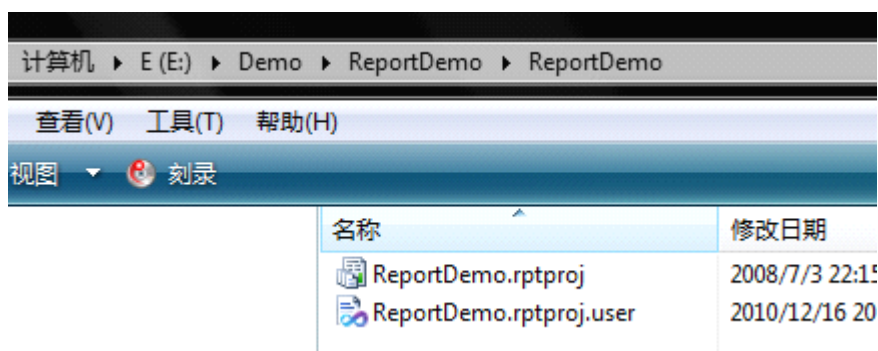 计算机 ▸ E (E:) ▸ Demo ▸ ReportDemo ▸ ReportDemo
查看(V) 工具(T) 帮助(H)
视图 刻录
名称 修改日期
ReportDemo.rptproj 2008/7/3 22:15
ReportDemo.rptproj.user 2010/12/16 20